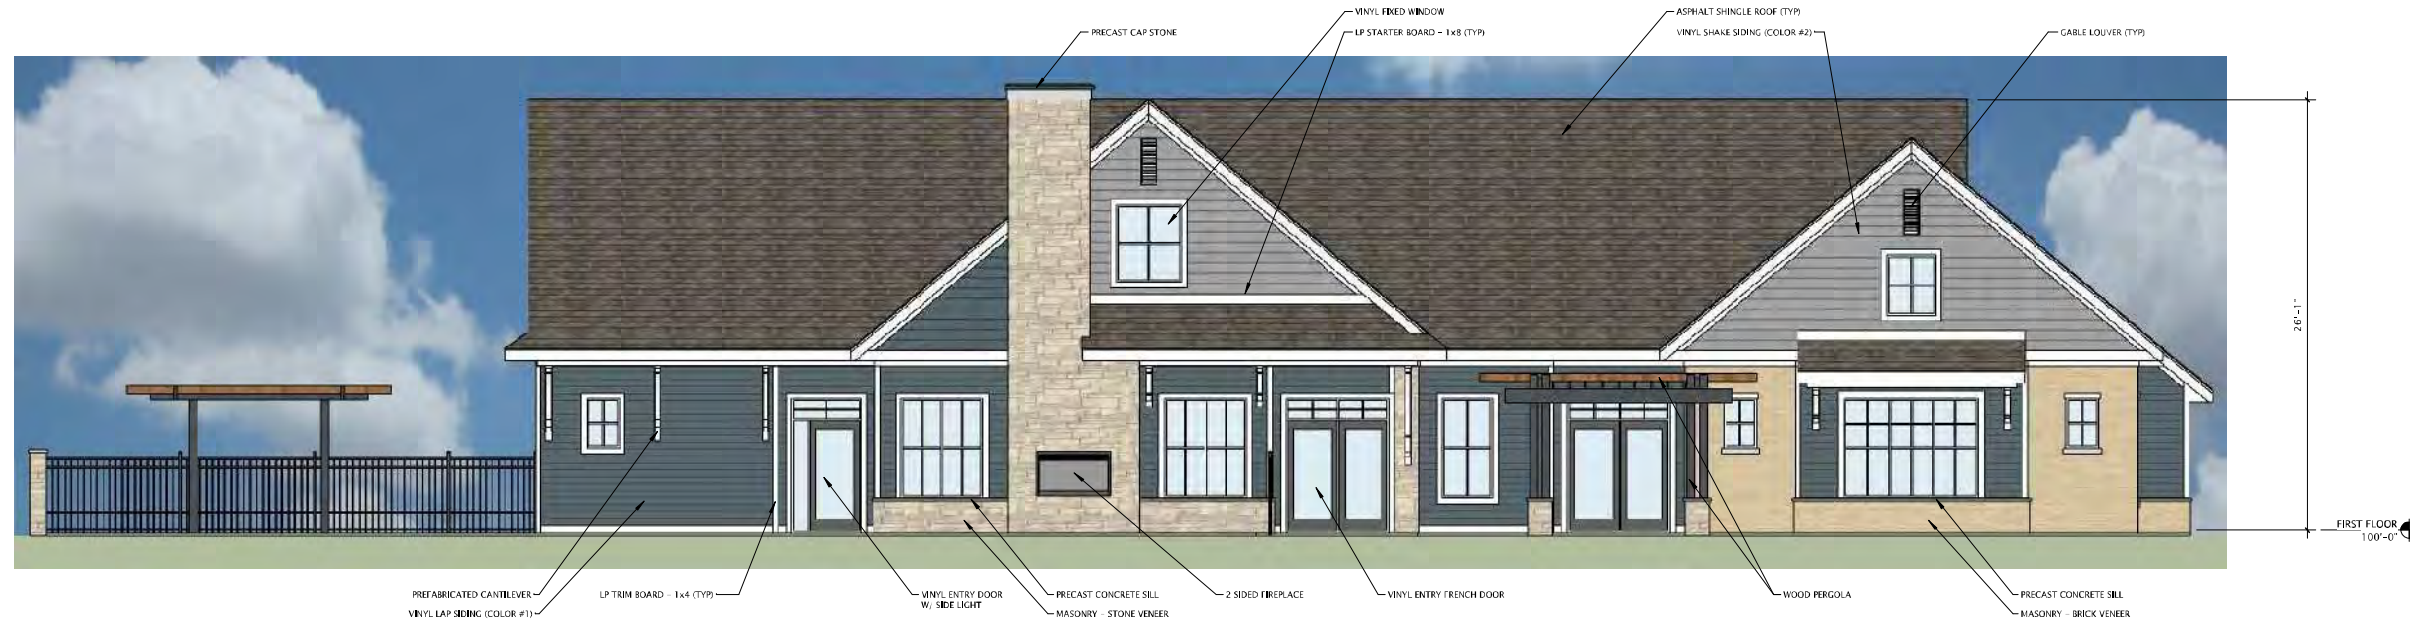 VINYL FIXED WINDOW
ASPHALT SHINGLE ROOF (TYP)
PRECAST CAP STONE
LP STARTER BOARD - 1x8 (TYP)
VINYL SHAKE SIDING (COLOR #2)
GABLE LOUVER (TYP)
26'-1"
FIRST FLOOR
100'-0"
PREFABRICATED CANTILEVER
LP TRIM BOARD - 1x4 (TYP)
VINYL ENTRY DOOR
W/ SIDE LIGHT
PRECAST CONCRETE SILL
2 SIDED FIREPLACE
VINYL ENTRY FRENCH DOOR
WOOD PERGOLA
PRECAST CONCRETE SILL
VINYL LAP SIDING (COLOR #1)
MASONRY - STONE VENEER
MASONRY - BRICK VENEER